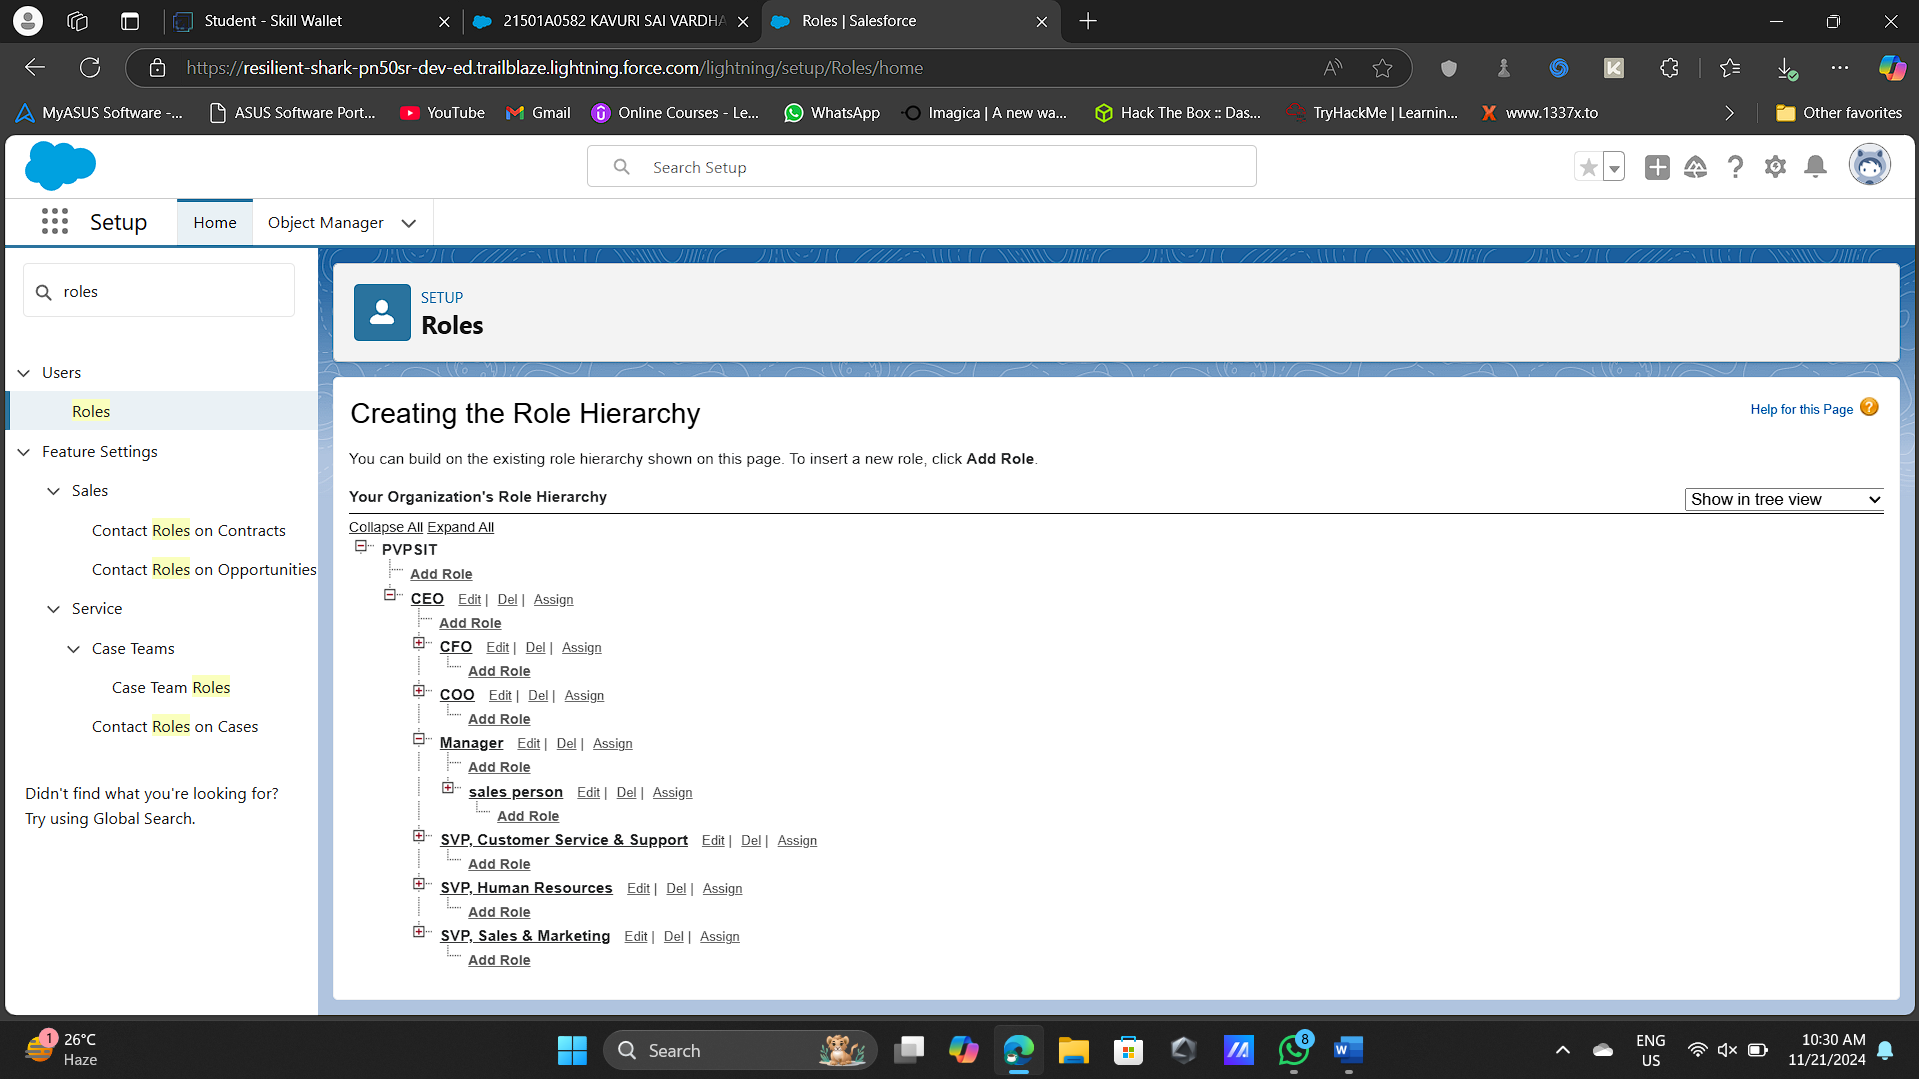 Student - Skill Wallet
21501A0582 KAVURI SAI VARDHA
Roles | Salesforce
https://resilient-shark-pn50sr-dev-ed.trailblaze.lightning.force.com/lightning/setup/Roles/home
MyASUS Software -...
ASUS Software Port...
YouTube
Gmail
Online Courses - Le...
WhatsApp
Imagica | A new wa...
Hack The Box :: Das...
TryHackMe | Learnin...
www.1337x.to
Other favorites
Search Setup
Setup
Home
Object Manager
roles
Users
Roles
Feature Settings
Sales
Contact Roles on Contracts
Contact Roles on Opportunities
Service
Case Teams
Case Team Roles
Contact Roles on Cases
Didn't find what you're looking for?
Try using Global Search.
SETUP
Roles
Creating the Role Hierarchy
Help for this Page ?
You can build on the existing role hierarchy shown on this page. To insert a new role, click Add Role.
Your Organization's Role Hierarchy
Show in tree view
Collapse All Expand All
PVPSIT
Add Role
CEO Edit | Del | Assign
Add Role
CFO Edit | Del | Assign
Add Role
COO Edit | Del | Assign
Add Role
Manager Edit | Del | Assign
Add Role
sales person Edit | Del | Assign
Add Role
SVP, Customer Service & Support Edit | Del | Assign
Add Role
SVP, Human Resources Edit | Del | Assign
Add Role
SVP, Sales & Marketing Edit | Del | Assign
Add Role
1
26°C
Haze
Search
8
ENG
US
10:30 AM
11/21/2024